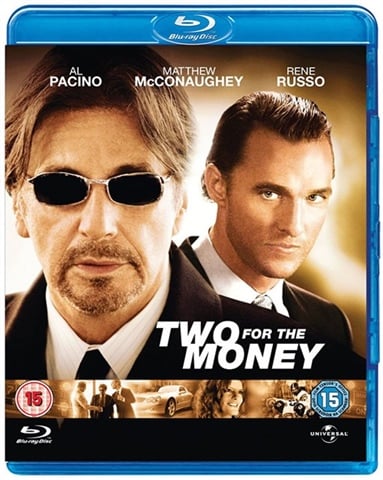 Blu-ray Disc
AL
PACINO
MATTHEW
McCONAUGHEY
RENE
RUSSO
TWO FOR THE
MONEY
15
15
Blu-ray Disc
UNIVERSAL